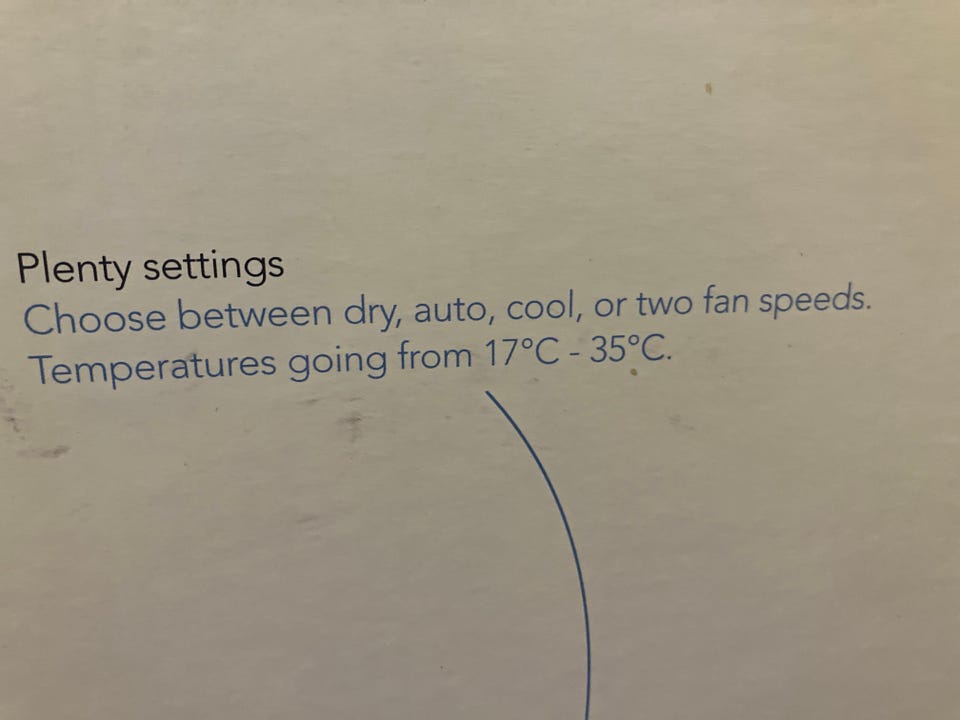 Plenty settings
Choose between dry, auto, cool, or two fan speeds.
Temperatures going from 17°C - 35°C.